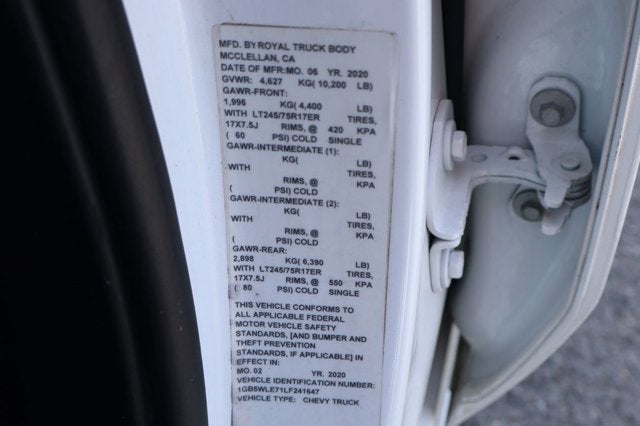 MFD. BY ROYAL TRUCK BODY
MCCLELLAN, CA
DATE OF MFR: MO. 06 YR. 2020
GVWR: 4,627 KG( 10,200 LB)
GAWR-FRONT:
1,996 KG( 4,400 LB)
WITH LT245/75R17ER TIRES,
17X7.5J RIMS, @ 420 KPA
( 60 PSI) COLD SINGLE
GAWR-INTERMEDIATE (1):
KG( LB)
WITH TIRES,
RIMS, @ KPA
( PSI) COLD
GAWR-INTERMEDIATE (2):
KG( LB)
WITH TIRES,
RIMS, @ KPA
( PSI) COLD
GAWR-REAR:
2,898 KG( 6,390 LB)
WITH LT245/75R17ER TIRES,
17X7.5J RIMS, @ 550 KPA
( 80 PSI) COLD SINGLE
THIS VEHICLE CONFORMS TO
ALL APPLICABLE FEDERAL
MOTOR VEHICLE SAFETY
STANDARDS, [AND BUMPER AND
THEFT PREVENTION
STANDARDS, IF APPLICABLE] IN
EFFECT IN:
MO. 02 YR. 2020
VEHICLE IDENTIFICATION NUMBER:
1GB5WLE71LF241647
VEHICLE TYPE: CHEVY TRUCK